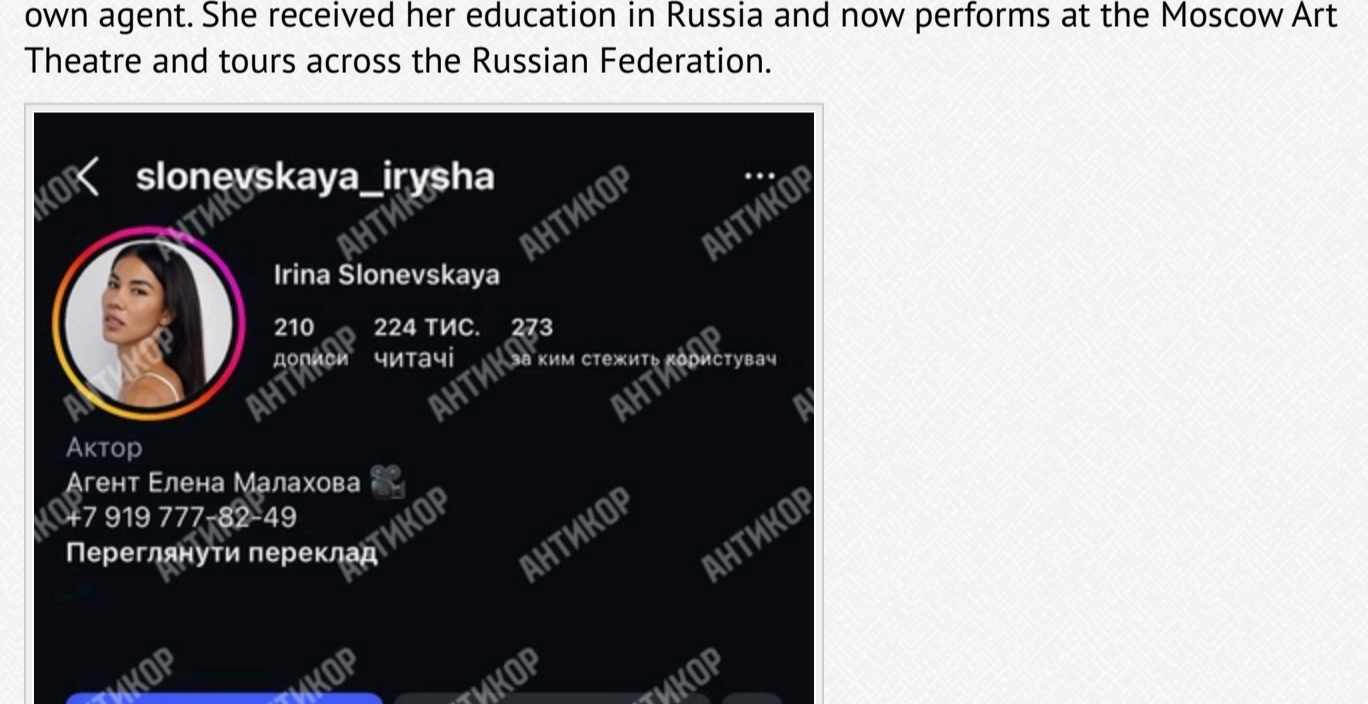 own agent. She received her education in Russia and now performs at the Moscow Art
Theatre and tours across the Russian Federation.
slonevskaya_irysha
Irina Slonevskaya
210 224 ТИС. 273
дописи читачі за ким стежить користувач
Актор
Агент Елена Малахова
+7 919 777-82-49
Переглянути переклад
АНТИКОР